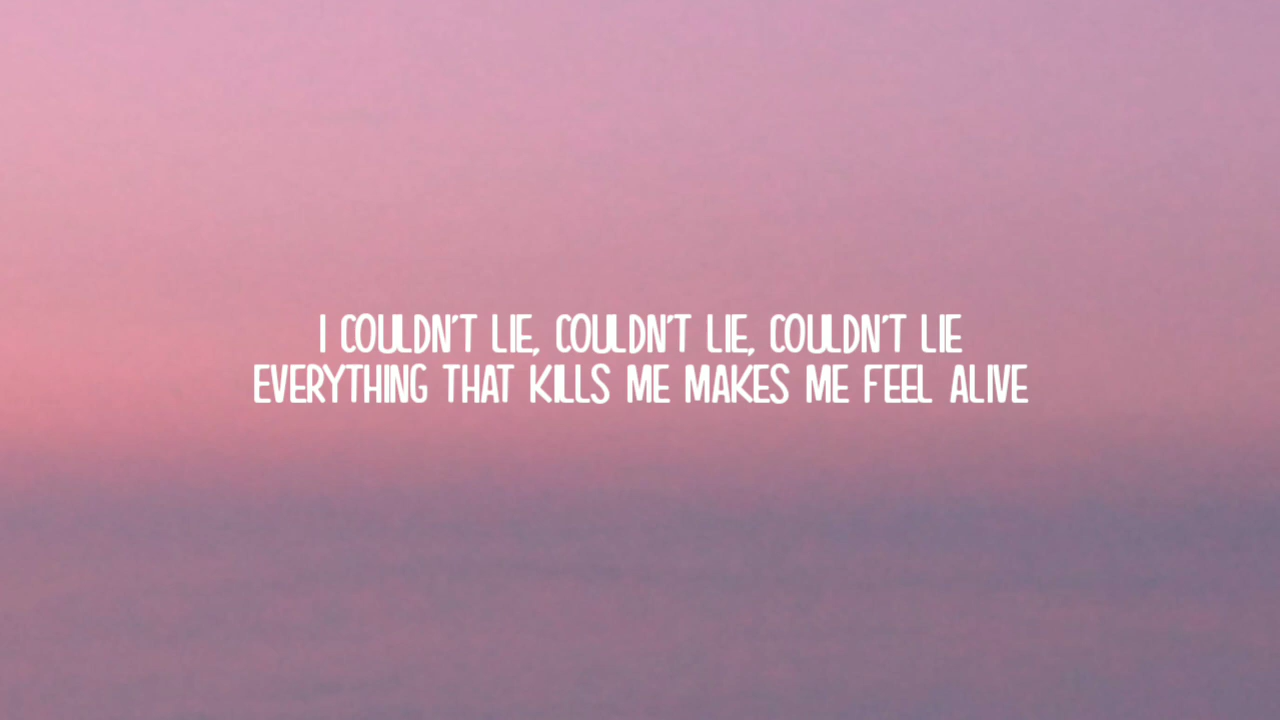 I COULDN'T LIE, COULDN'T LIE, COULDN'T LIE
EVERYTHING THAT KILLS ME MAKES ME FEEL ALIVE